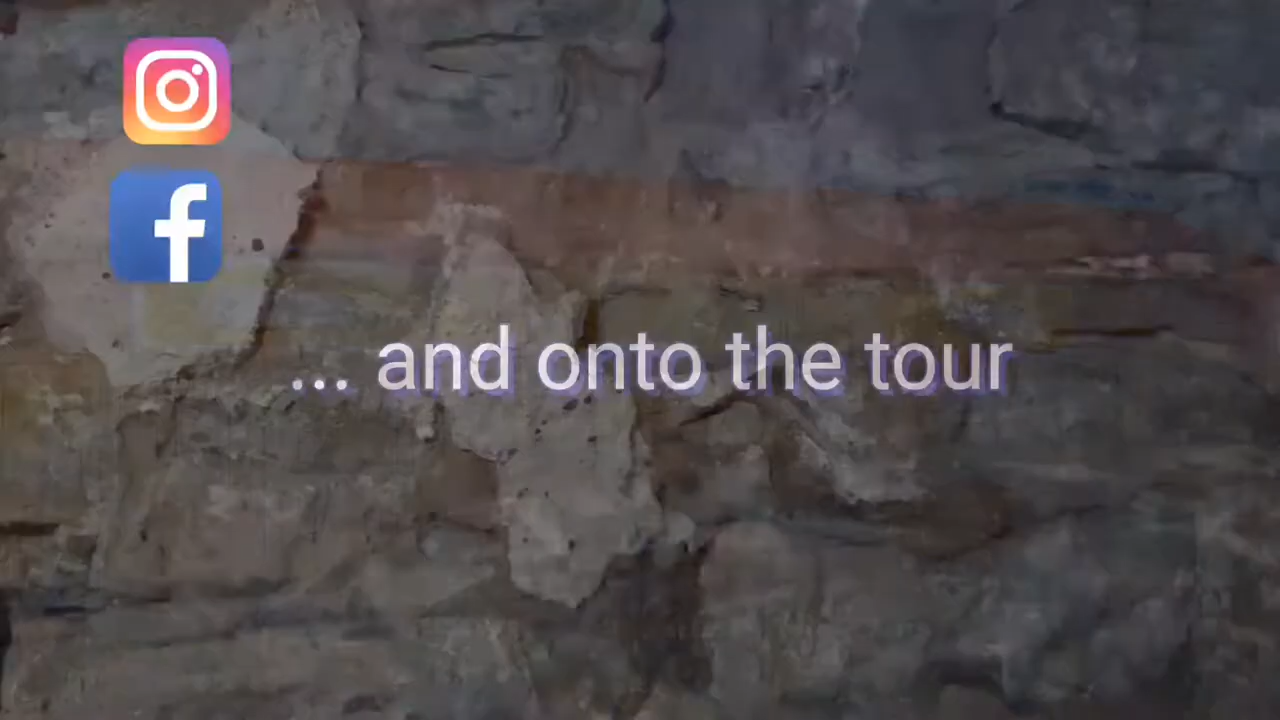 ... and onto the tour